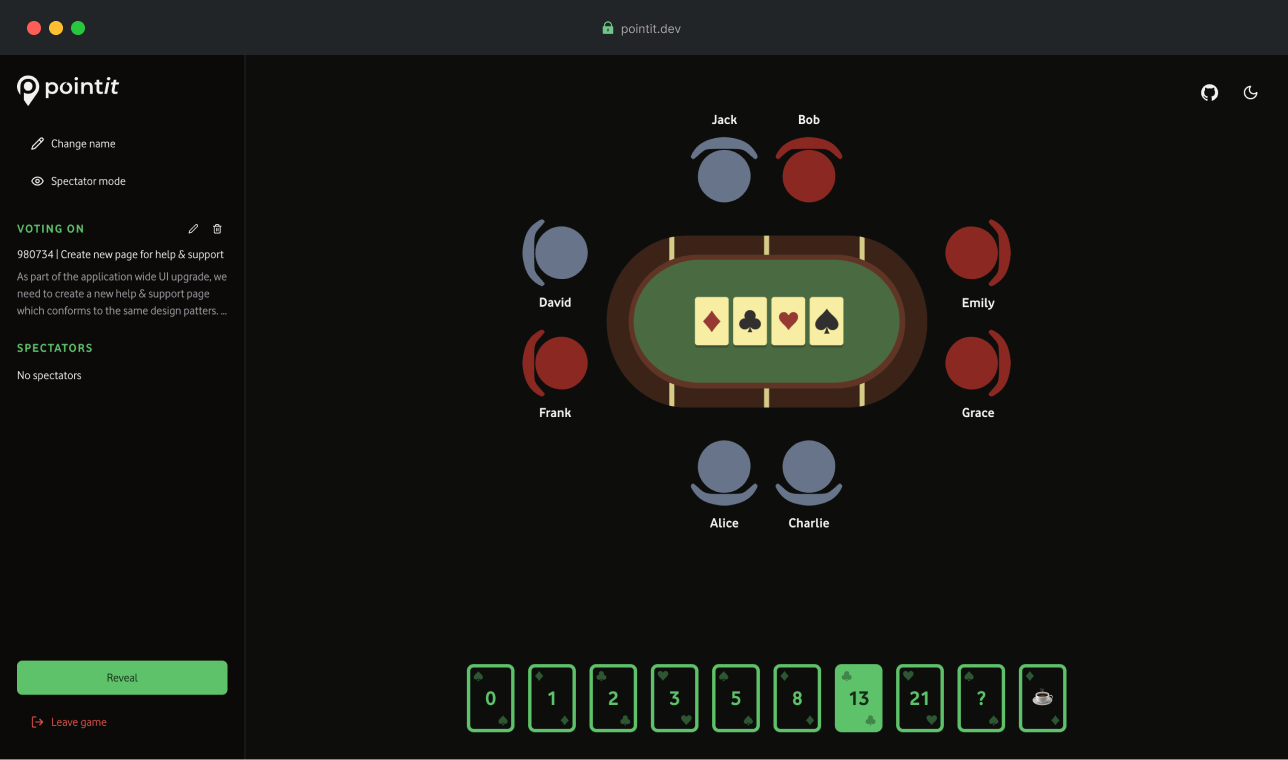 pointit.dev
pointit
Change name
Spectator mode
VOTING ON
980734 | Create new page for help & support
As part of the application wide UI upgrade, we
need to create a new help & support page
which conforms to the same design patters. ...
SPECTATORS
No spectators
Reveal
Leave game
Jack
Bob
David
Emily
Frank
Grace
Alice
Charlie
0
1
2
3
5
8
13
21
?